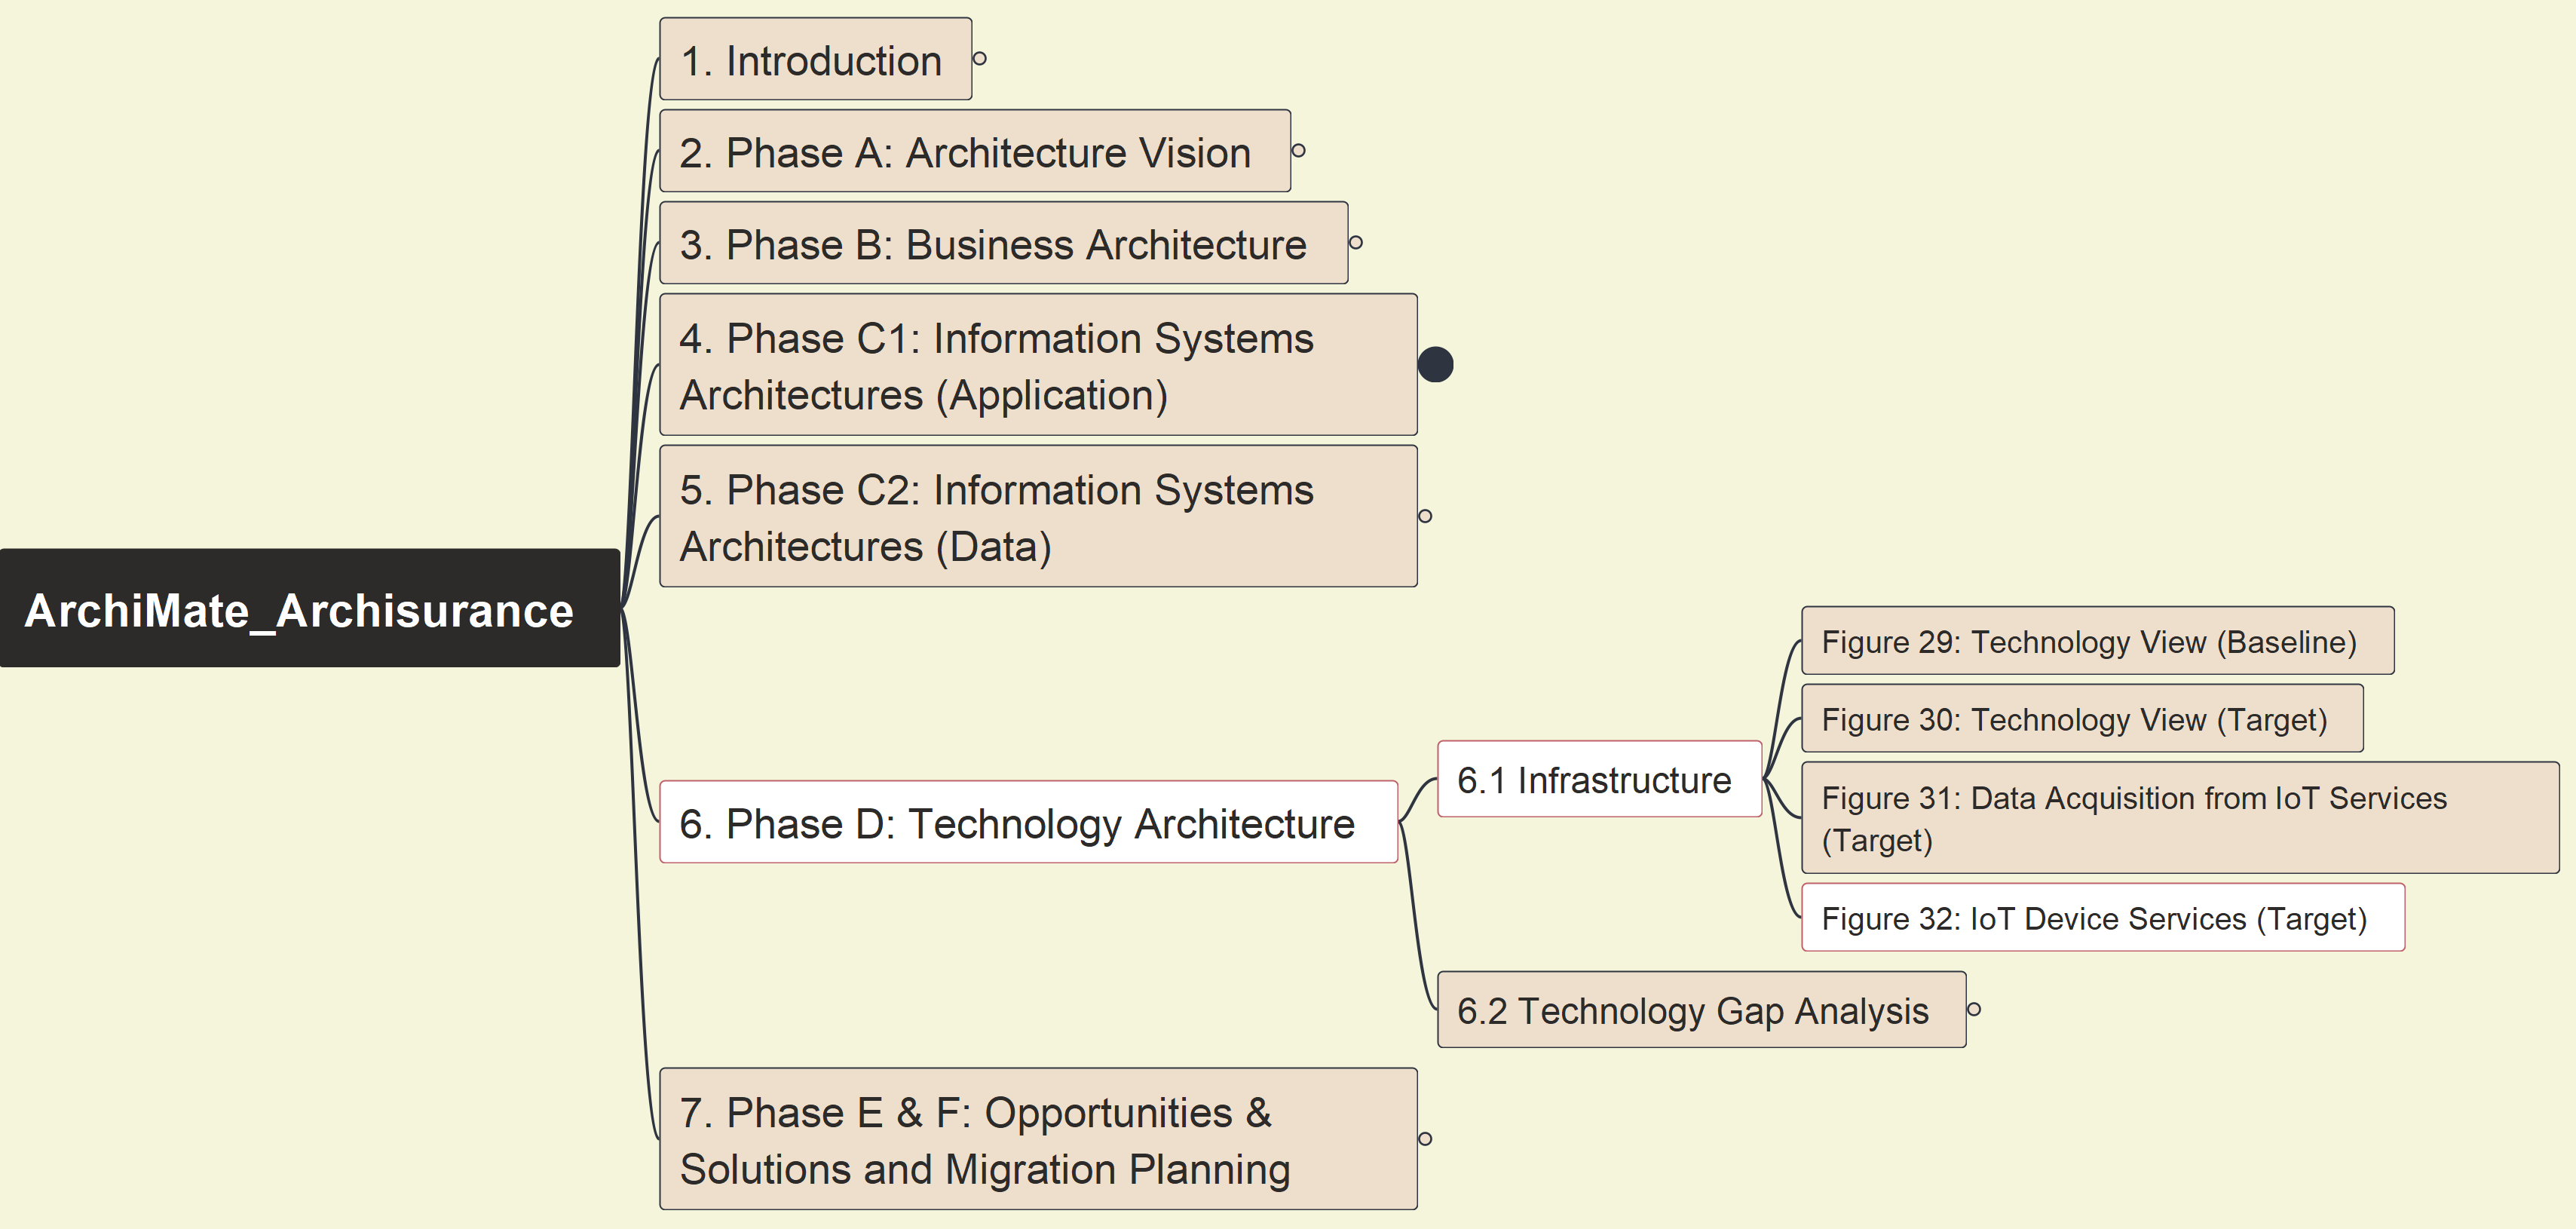 ArchiMate_Archisurance
1. Introduction
2. Phase A: Architecture Vision
3. Phase B: Business Architecture
4. Phase C1: Information Systems
Architectures (Application)
5. Phase C2: Information Systems
Architectures (Data)
6. Phase D: Technology Architecture
6.1 Infrastructure
Figure 29: Technology View (Baseline)
Figure 30: Technology View (Target)
Figure 31: Data Acquisition from IoT Services
(Target)
Figure 32: IoT Device Services (Target)
6.2 Technology Gap Analysis
7. Phase E & F: Opportunities &
Solutions and Migration Planning